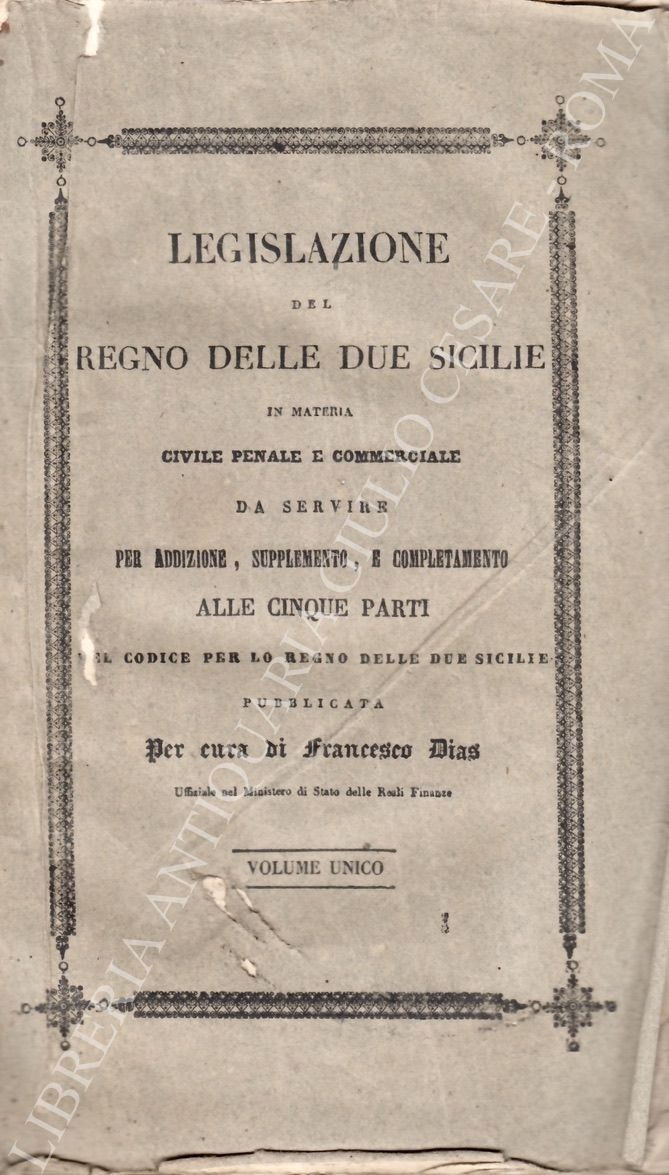 LEGISLAZIONE
DEL
REGNO DELLE DUE SICILIE
IN MATERIA
CIVILE PENALE E COMMERCIALE
DA SERVIRE
PER ADDIZIONE, SUPPLEMENTO, E COMPLETAMENTO
ALLE CINQUE PARTI
CODICE PER LO REGNO DELLE DUE SICILIE
PUBBLICATA
Per cura di Francesco Dias
Uffiziale nel Ministero di Stato delle Reali Finanze
VOLUME UNICO
LIBRERIA ANTIQUARIA GIULIO CESARE - ROMA